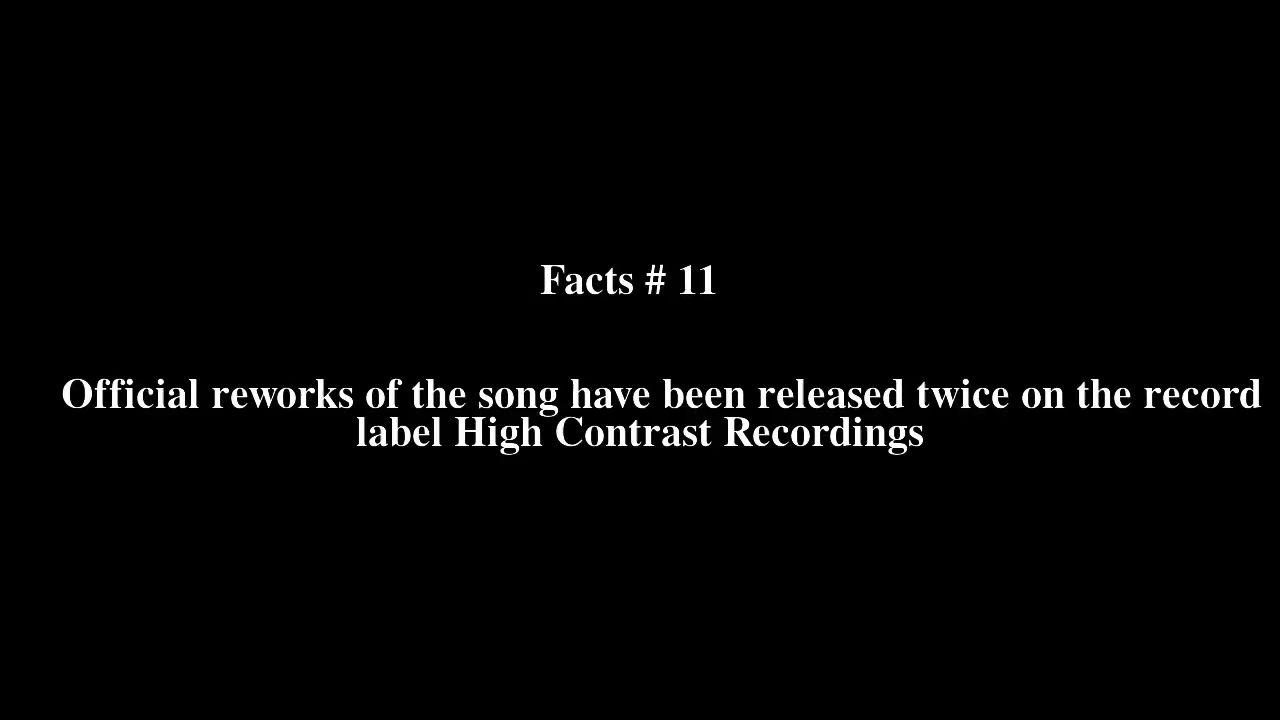 Facts # 11
Official reworks of the song have been released twice on the record
label High Contrast Recordings